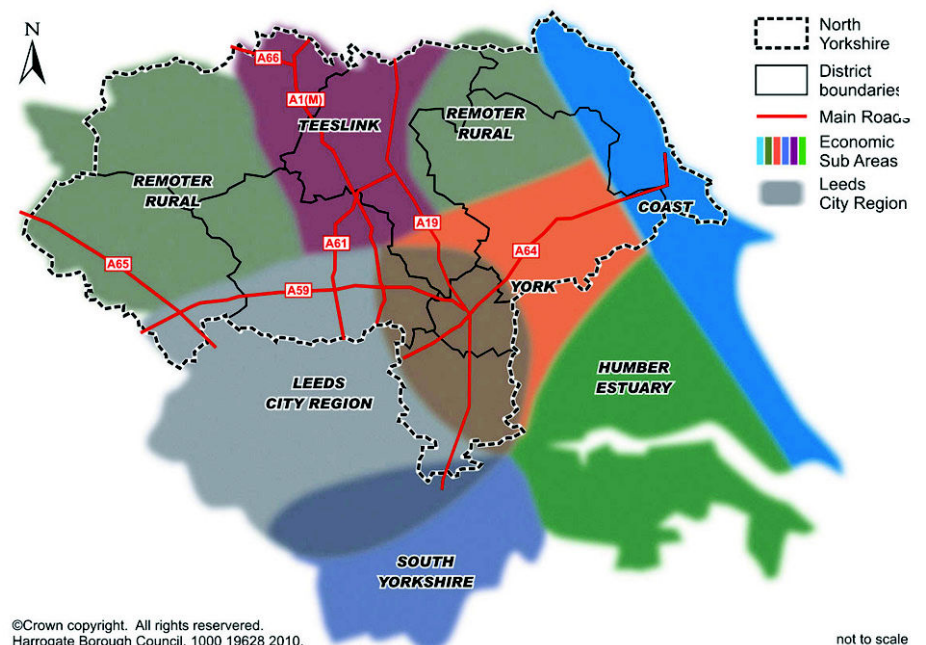 N
A66
A1(M)
TEESLINK
REMOTER
RURAL
REMOTER
RURAL
COAST
A19
A61
A64
A65
A59
YORK
LEEDS
CITY REGION
HUMBER
ESTUARY
SOUTH
YORKSHIRE
North
Yorkshire
District
boundaries
Main Roads
Economic
Sub Areas
Leeds
City Region
©Crown copyright. All rights reservered.
Harrogate Borough Council. 1000 19628 2010.
not to scale